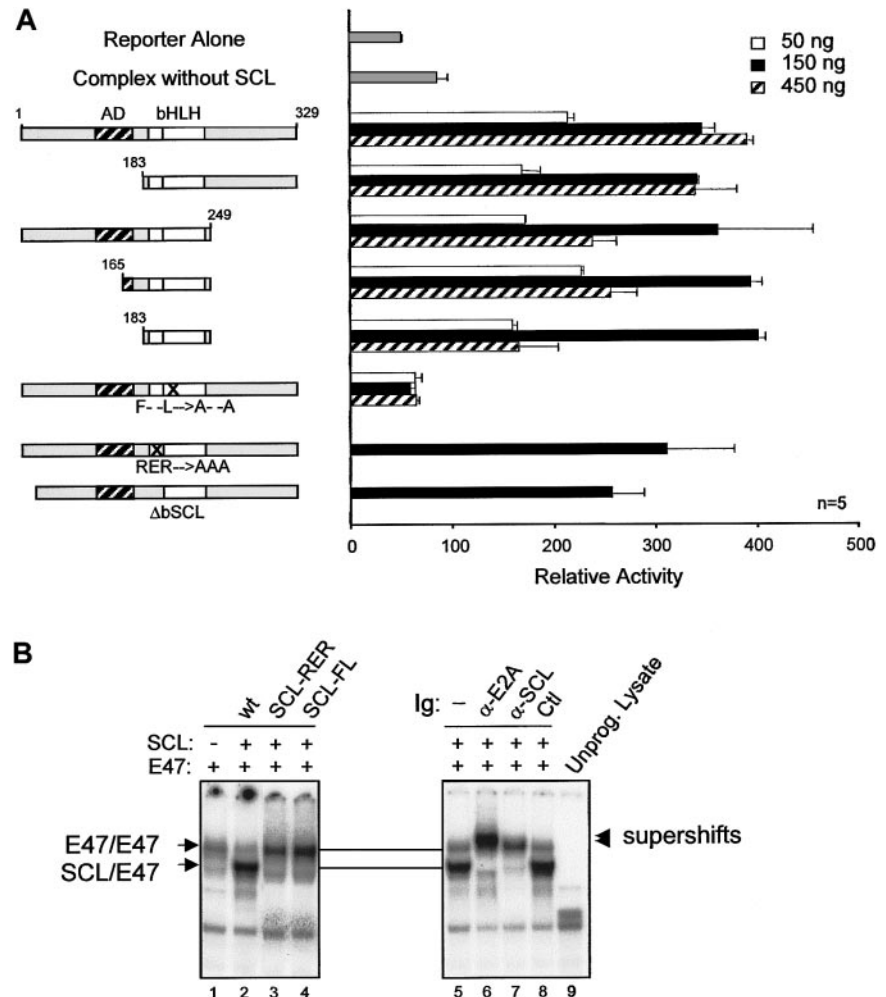 A
Reporter Alone
Complex without SCL
50 ng
150 ng
450 ng
1 AD bHLH 329
183
249
165
183
X
F- -L-->A- -A
X
RER-->AAA
ΔbSCL
n=5
0 100 200 300 400 500
Relative Activity
B
wt SCL-RER SCL-FL
SCL: - + + +
E47: + + + +
Ig: – α-E2A α-SCL Ctl Unprog. Lysate
+ + + +
+ + + +
E47/E47
SCL/E47
supershifts
1 2 3 4 5 6 7 8 9